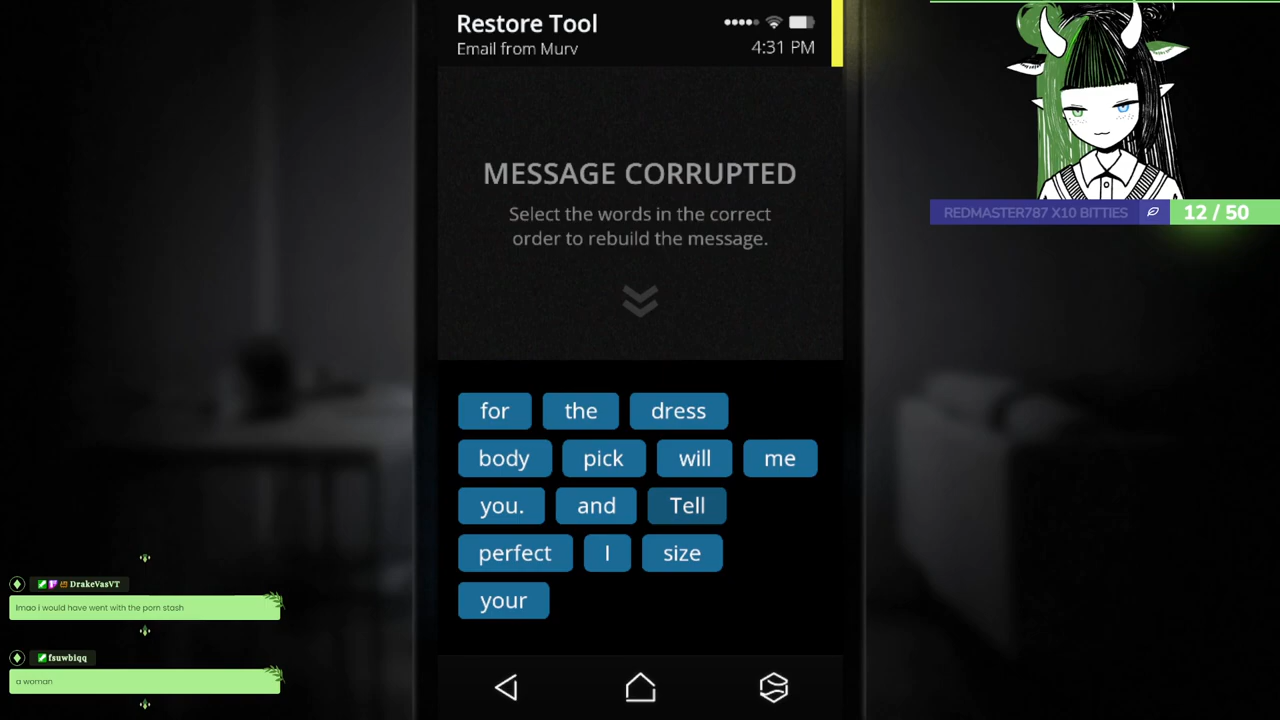 Restore Tool
Email from Murv
4:31 PM
MESSAGE CORRUPTED
Select the words in the correct
order to rebuild the message.
for the dress
body pick will me
you. and Tell
perfect I size
your
REDMASTER787 X10 BITTIES
12 / 50
DrakeVasVT
lmao i would have went with the porn stash
fsuwbiqq
a woman